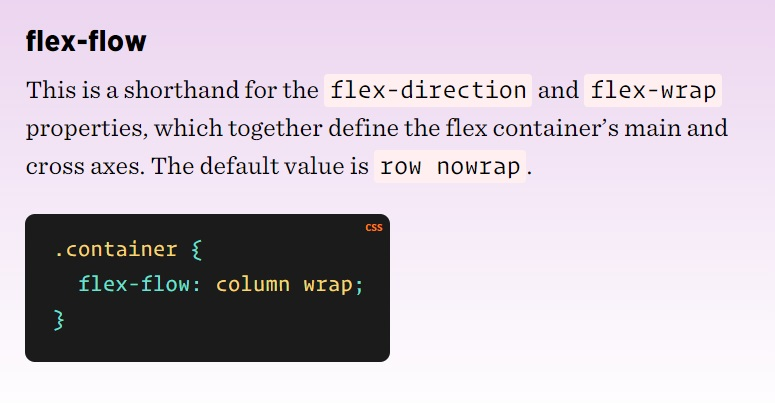 flex-flow
This is a shorthand for the flex-direction and flex-wrap
properties, which together define the flex container’s main and
cross axes. The default value is row nowrap.
CSS
.container {
  flex-flow: column wrap;
}